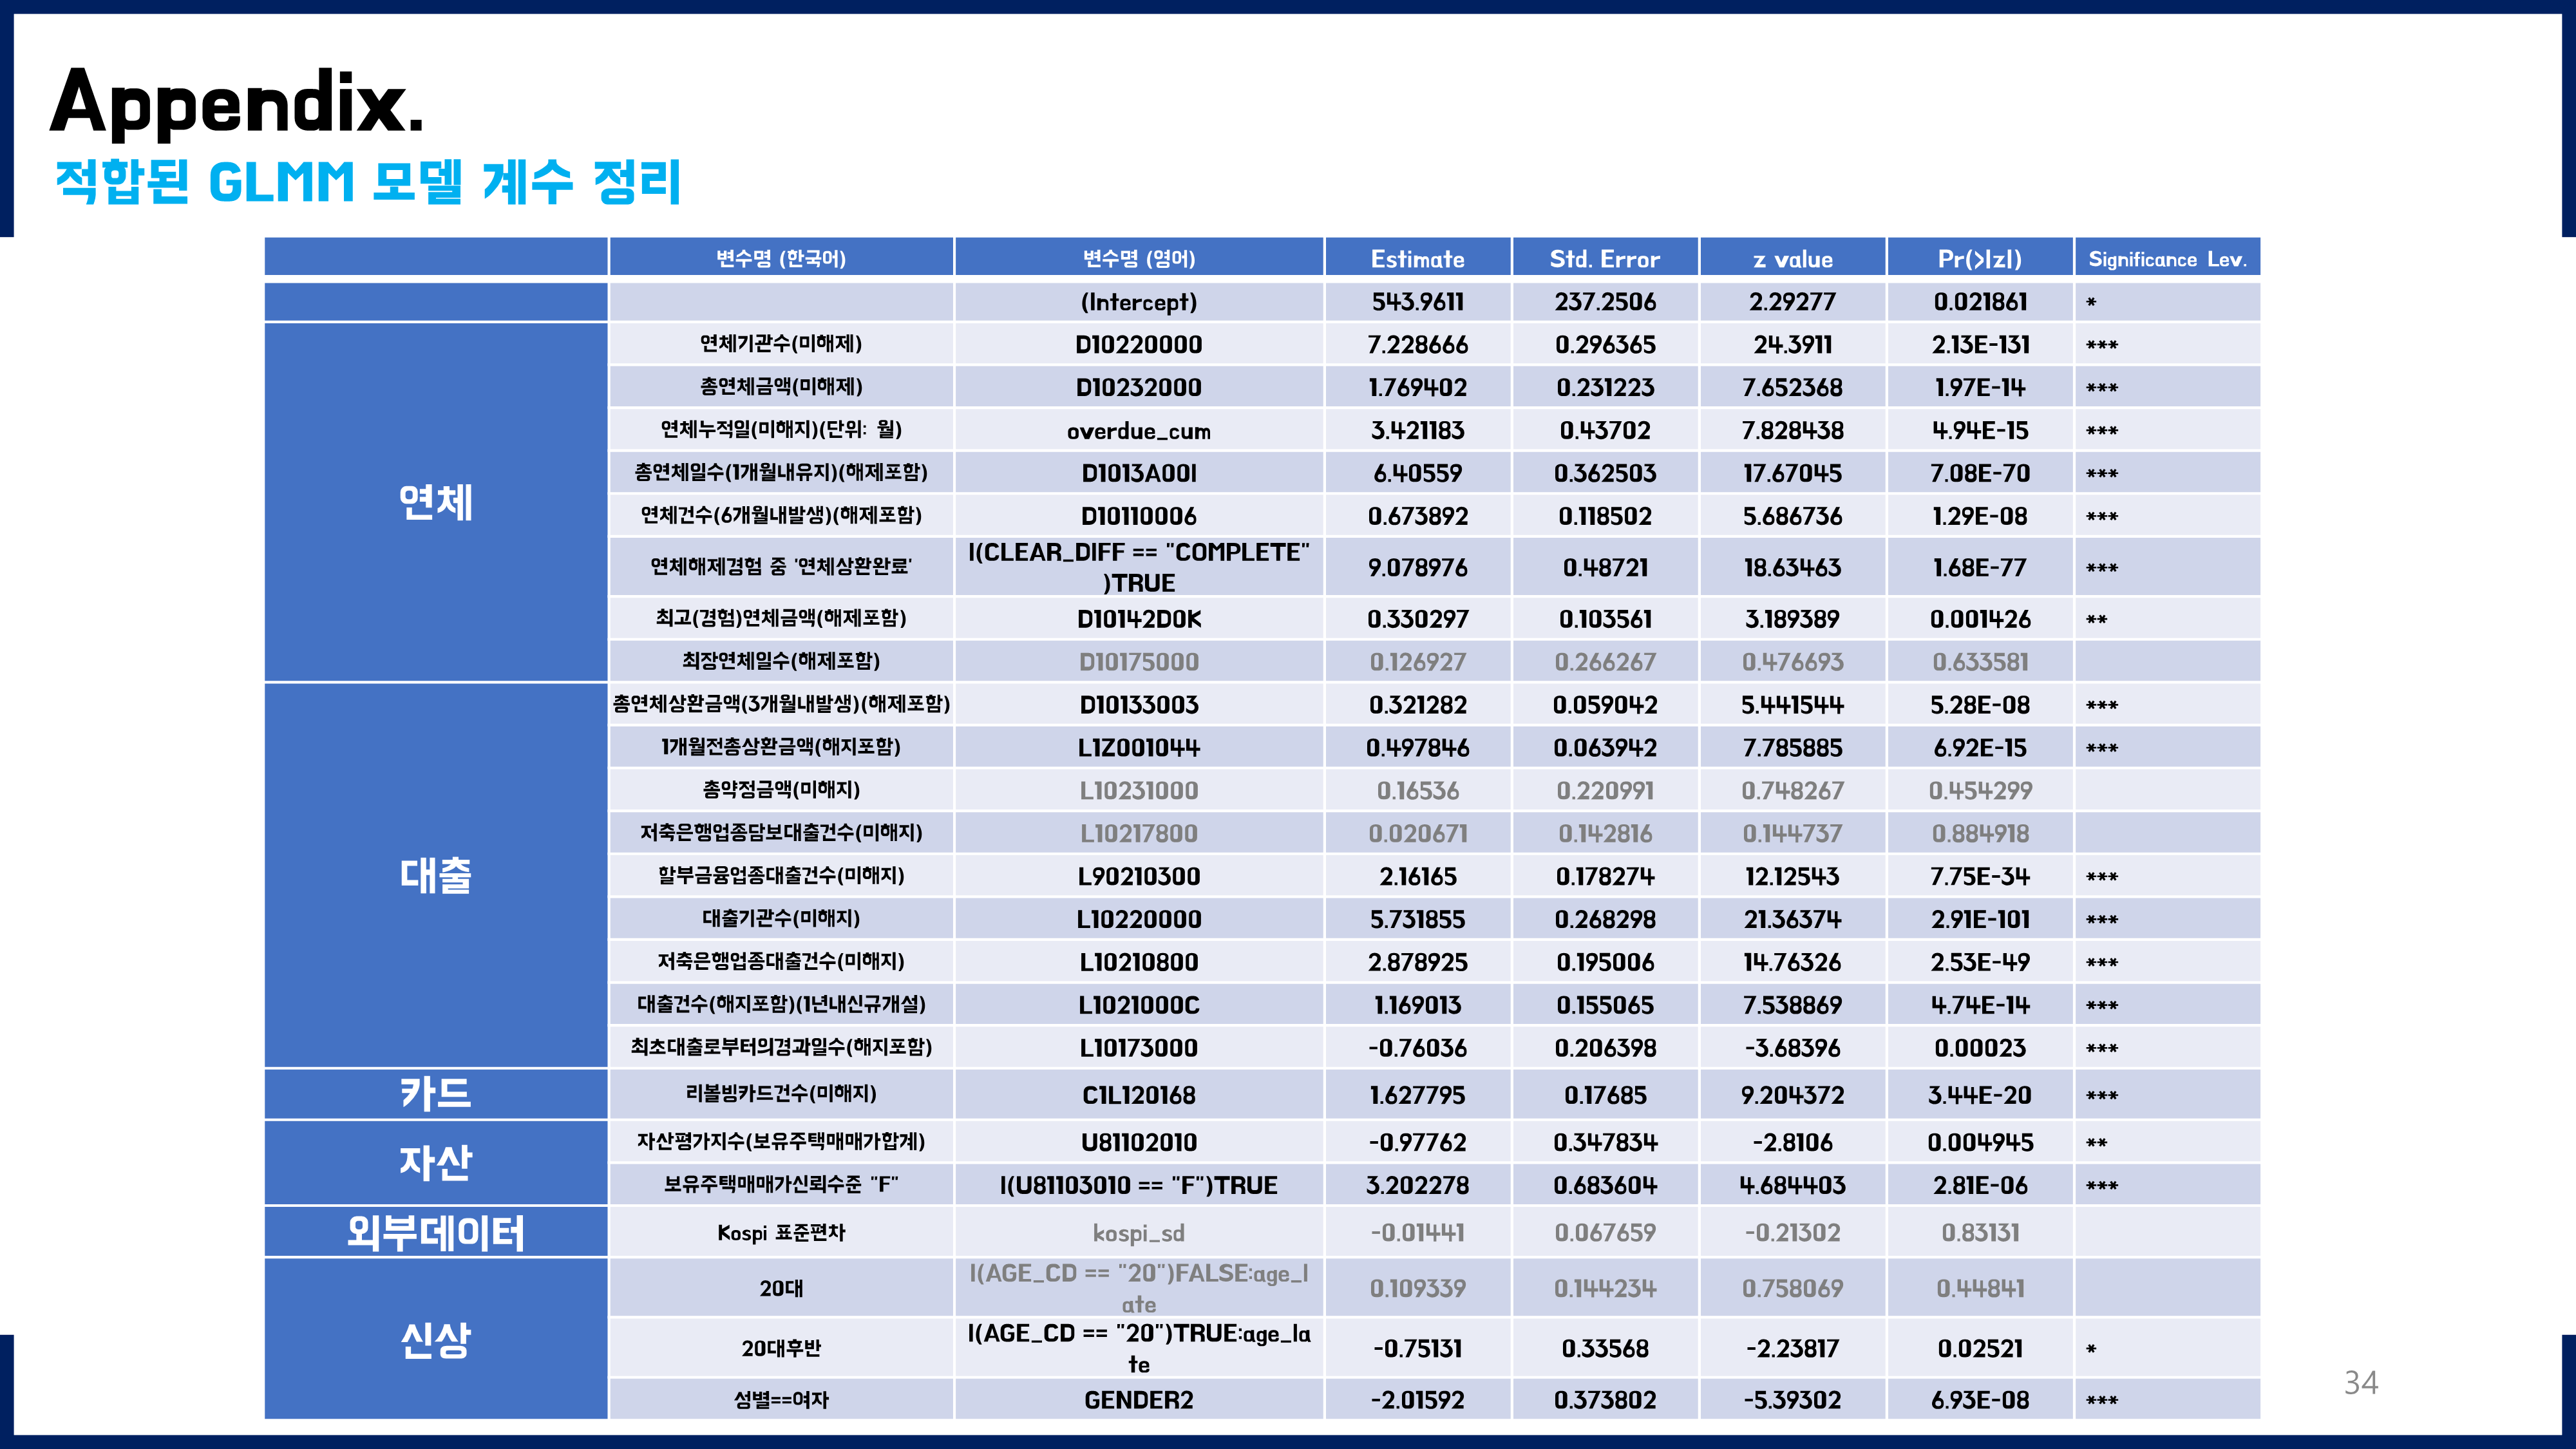 Appendix.
적합된 GLMM 모델 계수 정리
변수명 (한국어) 변수명 (영어) Estimate Std. Error z value Pr(>|z|) Significance Lev.
(Intercept) 543.9611 237.2506 2.29277 0.021861 *
연체
연체기관수(미해제) D10220000 7.228666 0.296365 24.3911 2.13E-131 ***
총연체금액(미해제) D10232000 1.769402 0.231223 7.652368 1.97E-14 ***
연체누적일(미해지)(단위: 월) overdue_cum 3.421183 0.43702 7.828438 4.94E-15 ***
총연체일수(1개월내유지)(해제포함) D1013A001 6.40559 0.362503 17.67045 7.08E-70 ***
연체건수(6개월내발생)(해제포함) D10110006 0.673892 0.118502 5.686736 1.29E-08 ***
연체해제경험 중 '연체상환완료' I(CLEAR_DIFF == "COMPLETE"
)TRUE 9.078976 0.48721 18.63463 1.68E-77 ***
최고(경험)연체금액(해제포함) D10142D0K 0.330297 0.103561 3.189389 0.001426 **
최장연체일수(해제포함) D10175000 0.126927 0.266267 0.476693 0.633581
대출
총연체상환금액(3개월내발생)(해제포함) D10133003 0.321282 0.059042 5.441544 5.28E-08 ***
1개월전총상환금액(해지포함) L1Z001044 0.497846 0.063942 7.785885 6.92E-15 ***
총약정금액(미해지) L10231000 0.16536 0.220991 0.748267 0.454299
저축은행업종담보대출건수(미해지) L10217800 0.020671 0.142816 0.144737 0.884918
할부금융업종대출건수(미해지) L90210300 2.16165 0.178274 12.12543 7.75E-34 ***
대출기관수(미해지) L10220000 5.731855 0.268298 21.36374 2.91E-101 ***
저축은행업종대출건수(미해지) L10210800 2.878925 0.195006 14.76326 2.53E-49 ***
대출건수(해지포함)(1년내신규개설) L1021000C 1.169013 0.155065 7.538869 4.74E-14 ***
최초대출로부터의경과일수(해지포함) L10173000 -0.76036 0.206398 -3.68396 0.00023 ***
카드
리볼빙카드건수(미해지) C1L120168 1.627795 0.17685 9.204372 3.44E-20 ***
자산
자산평가지수(보유주택매매가합계) U81102010 -0.97762 0.347834 -2.8106 0.004945 **
보유주택매매가신뢰수준 "F" I(U81103010 == "F")TRUE 3.202278 0.683604 4.684403 2.81E-06 ***
외부데이터
Kospi 표준편차 kospi_sd -0.01441 0.067659 -0.21302 0.83131
신상
20대 I(AGE_CD == "20")FALSE:age_l
ate 0.109339 0.144234 0.758069 0.44841
20대후반 I(AGE_CD == "20")TRUE:age_la
te -0.75131 0.33568 -2.23817 0.02521 *
성별==여자 GENDER2 -2.01592 0.373802 -5.39302 6.93E-08 ***
34